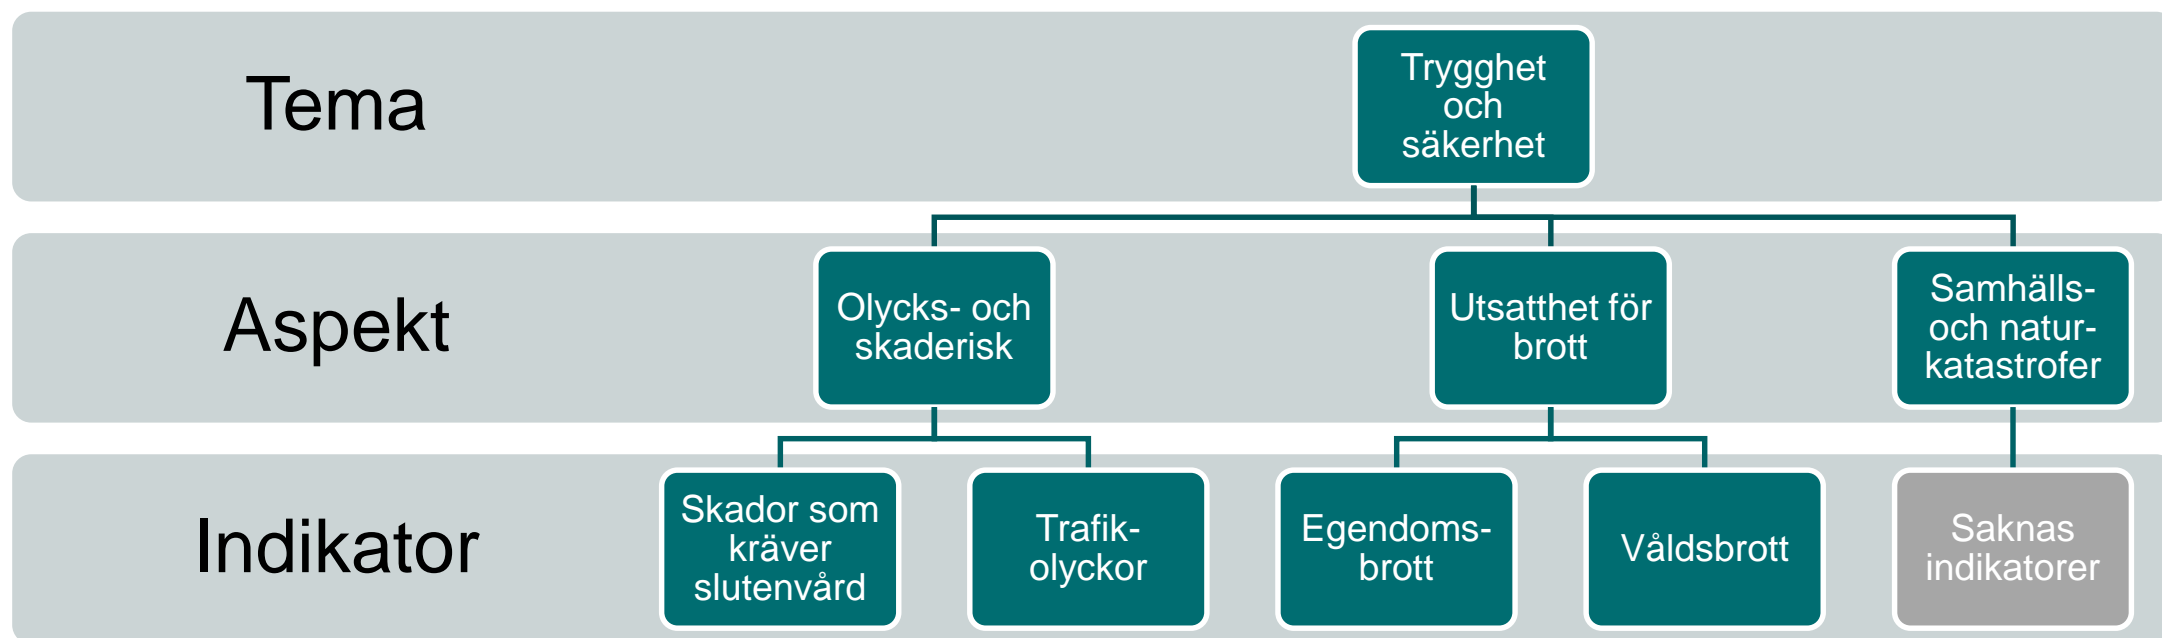 Tema
Trygghet
och
säkerhet
Aspekt
Olycks- och
skaderisk
Utsatthet för
brott
Samhälls-
och natur-
katastrofer
Indikator
Skador som
kräver
slutenvård
Trafik-
olyckor
Egendoms-
brott
Våldsbrott
Saknas
indikatorer